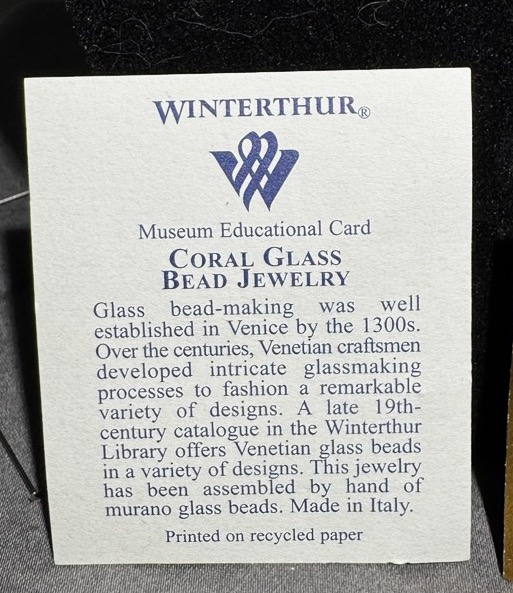 WINTERTHUR®
Museum Educational Card
CORAL GLASS
BEAD JEWELRY
Glass bead-making was well
established in Venice by the 1300s.
Over the centuries, Venetian craftsmen
developed intricate glassmaking
processes to fashion a remarkable
variety of designs. A late 19th-
century catalogue in the Winterthur
Library offers Venetian glass beads
in a variety of designs. This jewelry
has been assembled by hand of
murano glass beads. Made in Italy.
Printed on recycled paper